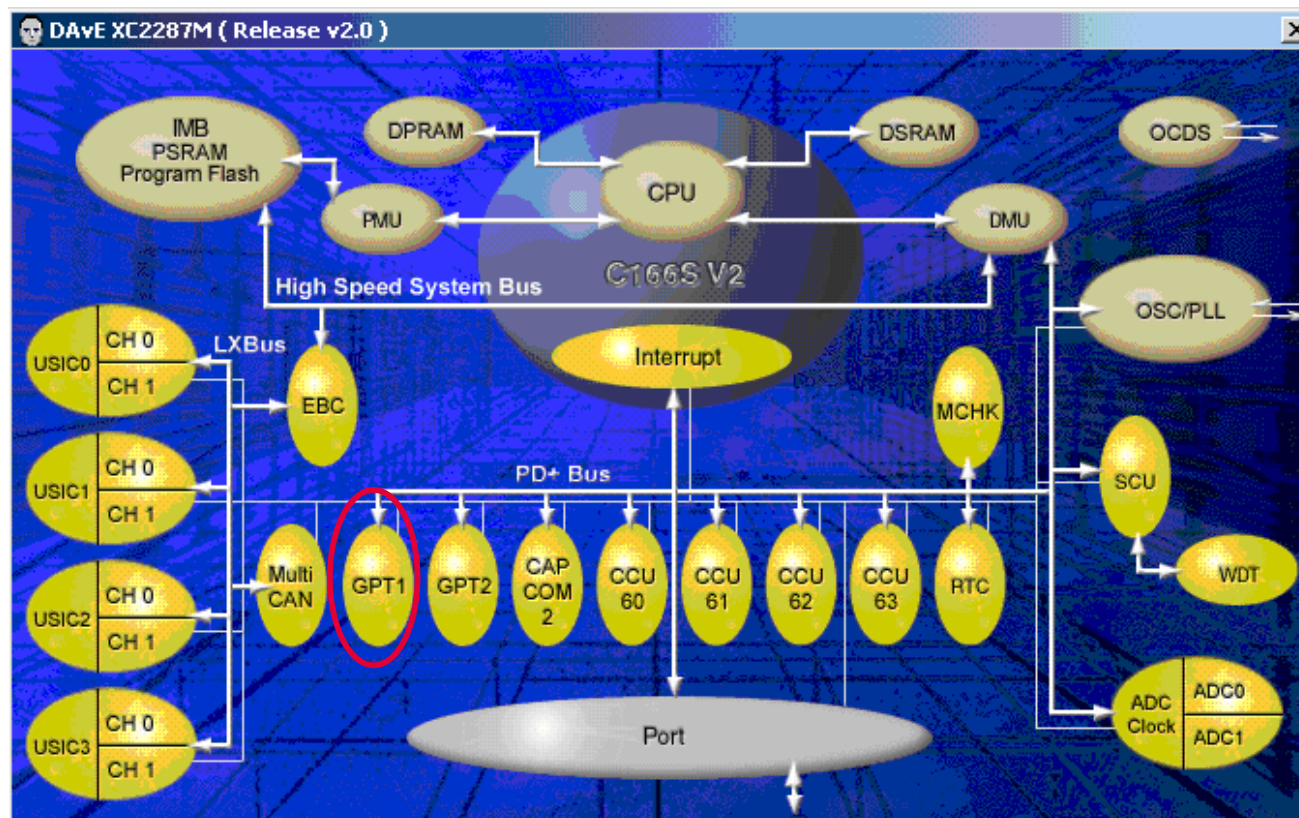 DAvE XC2287M ( Release v2.0 )
IMB
PSRAM
Program Flash
DPRAM
DSRAM
OCDS
CPU
PMU
DMU
C166S V2
High Speed System Bus
OSC/PLL
USIC0
CH 0
CH 1
LXBus
EBC
Interrupt
MCHK
USIC1
CH 0
CH 1
PD+ Bus
SCU
Multi
CAN
GPT1
GPT2
CAP
COM
2
CCU
60
CCU
61
CCU
62
CCU
63
RTC
WDT
USIC2
CH 0
CH 1
USIC3
CH 0
CH 1
Port
ADC
Clock
ADC0
ADC1